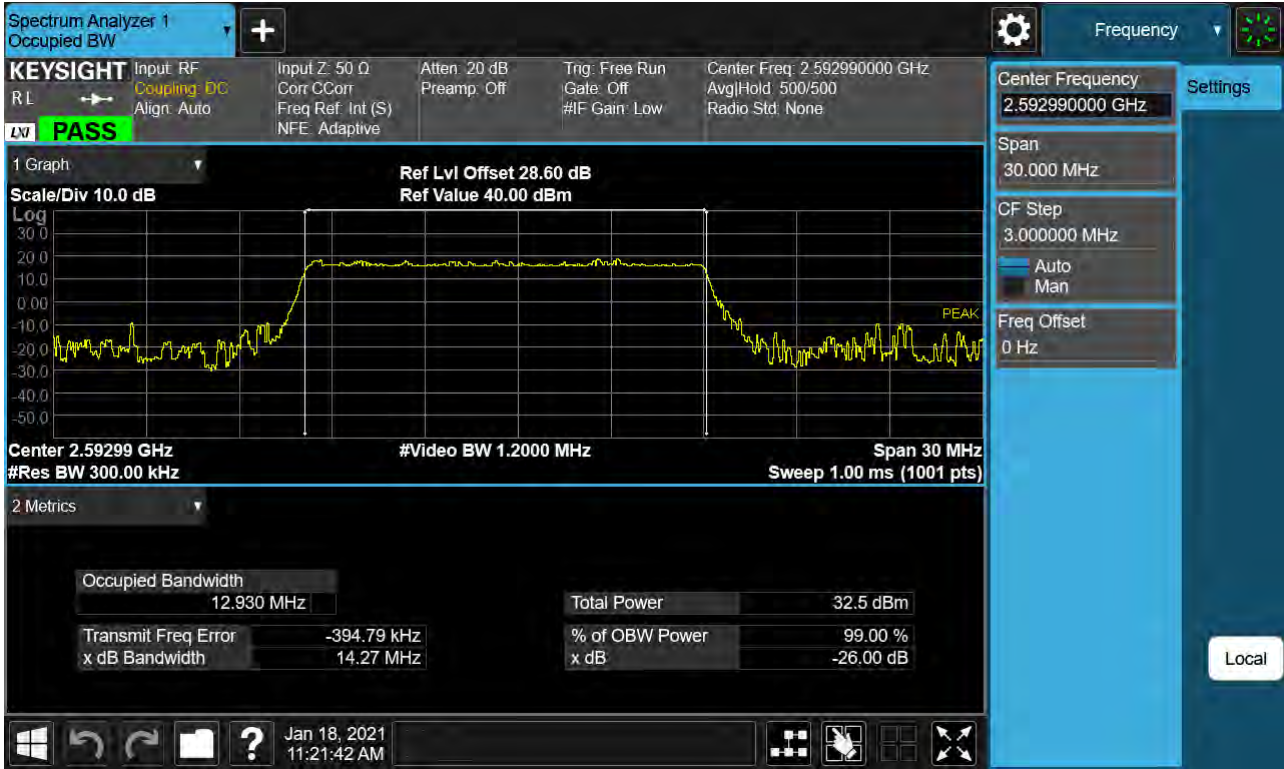 Spectrum Analyzer 1
Occupied BW
Frequency
KEYSIGHT
RL
LXI
PASS
Input: RF
Coupling: DC
Align: Auto
Input Z: 50 Ω
Corr CCorr
Freq Ref: Int (S)
NFE: Adaptive
Atten: 20 dB
Preamp: Off
Trig: Free Run
Gate: Off
#IF Gain: Low
Center Freq: 2.592990000 GHz
Avg|Hold: 500/500
Radio Std: None
Center Frequency
2.592990000 GHz
Settings
Span
30.000 MHz
CF Step
3.000000 MHz
Auto
Man
Freq Offset
0 Hz
Local
1 Graph
Scale/Div 10.0 dB
Ref Lvl Offset 28.60 dB
Ref Value 40.00 dBm
Log
30.0
20.0
10.0
0.00
-10.0
-20.0
-30.0
-40.0
-50.0
PEAK
Center 2.59299 GHz
#Video BW 1.2000 MHz
Span 30 MHz
#Res BW 300.00 kHz
Sweep 1.00 ms (1001 pts)
2 Metrics
Occupied Bandwidth
12.930 MHz
Total Power 32.5 dBm
Transmit Freq Error -394.79 kHz
% of OBW Power 99.00 %
x dB Bandwidth 14.27 MHz
x dB -26.00 dB
?
Jan 18, 2021
11:21:42 AM